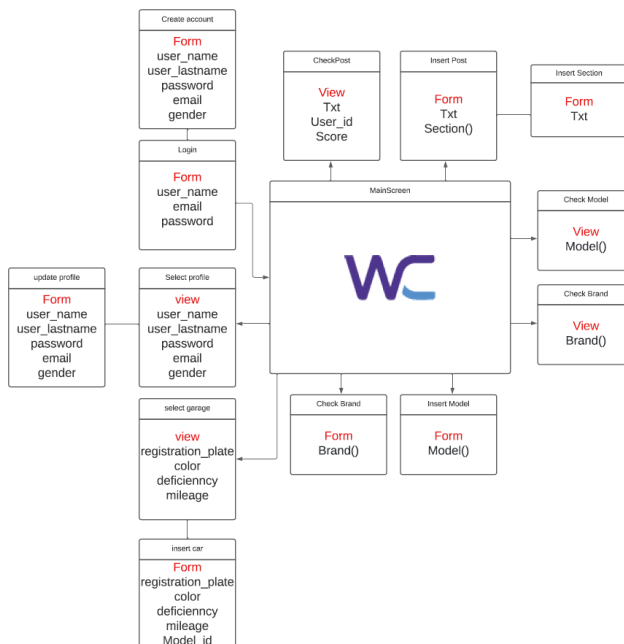 Create account
Form
user_name
user_lastname
password
email
gender
CheckPost
View
Txt
User_id
Score
Insert Post
Form
Txt
Section()
Insert Section
Form
Txt
Login
Form
user_name
email
password
MainScreen
WC
Check Model
View
Model()
update profile
Form
user_name
user_lastname
password
email
gender
Select profile
view
user_name
user_lastname
password
email
gender
Check Brand
View
Brand()
select garage
view
registration_plate
color
deficienncy
mileage
Check Brand
Form
Brand()
Insert Model
Form
Model()
insert car
Form
registration_plate
color
deficienncy
mileage
Model_id